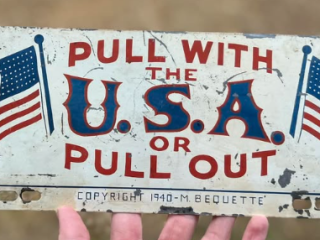 PULL WITH
THE
U.S.A.
OR
PULL OUT
COPYRIGHT 1940-M. BEQUETTE